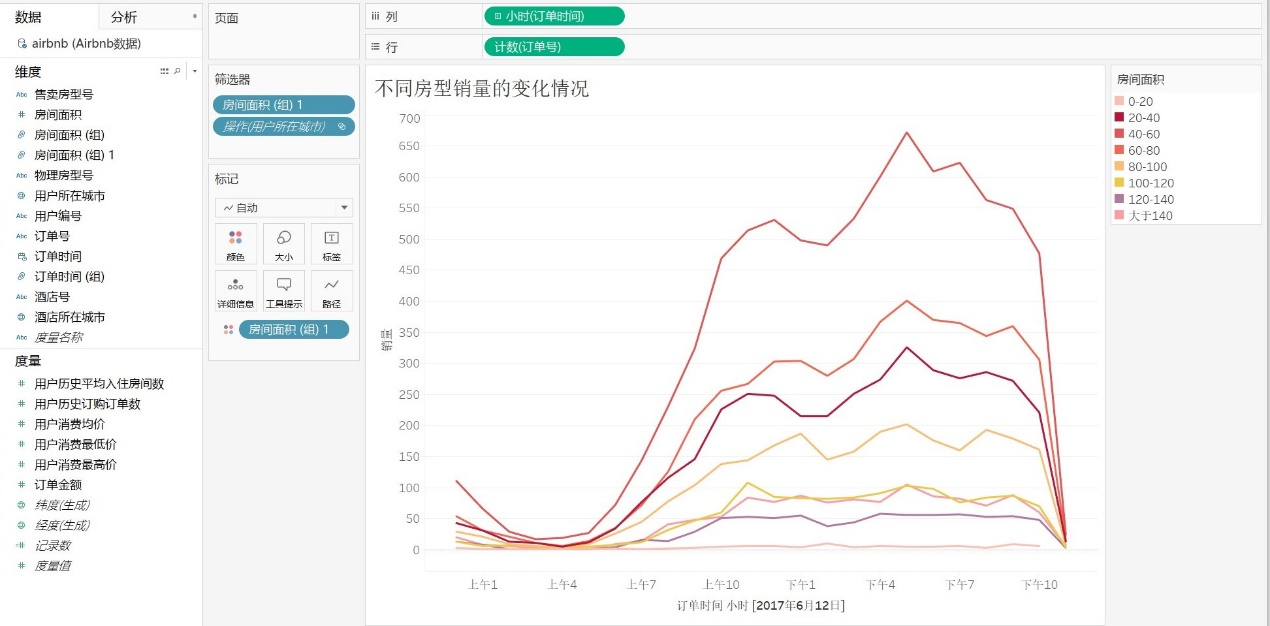 数据
分析
airbnb (Airbnb数据)
维度
Abc 售卖房型号
# 房间面积
房间面积 (组)
房间面积 (组) 1
Abc 物理房型号
用户所在城市
Abc 用户编号
Abc 订单号
订单时间
订单时间 (组)
Abc 酒店号
酒店所在城市
Abc 度量名称
度量
# 用户历史平均入住房间数
# 用户历史订购订单数
# 用户消费均价
# 用户消费最低价
# 用户消费最高价
# 订单金额
纬度(生成)
经度(生成)
# 记录数
# 度量值
页面
筛选器
房间面积 (组) 1
操作(用户所在城市)
标记
自动
颜色
大小
T
标签
详细信息
工具提示
路径
房间面积 (组) 1
列
小时(订单时间)
行
计数(订单号)
不同房型销量的变化情况
销量
700
650
600
550
500
450
400
350
300
250
200
150
100
50
0
上午1 上午4 上午7 上午10 下午1 下午4 下午7 下午10
订单时间 小时 [2017年6月12日]
房间面积
0-20
20-40
40-60
60-80
80-100
100-120
120-140
大于140